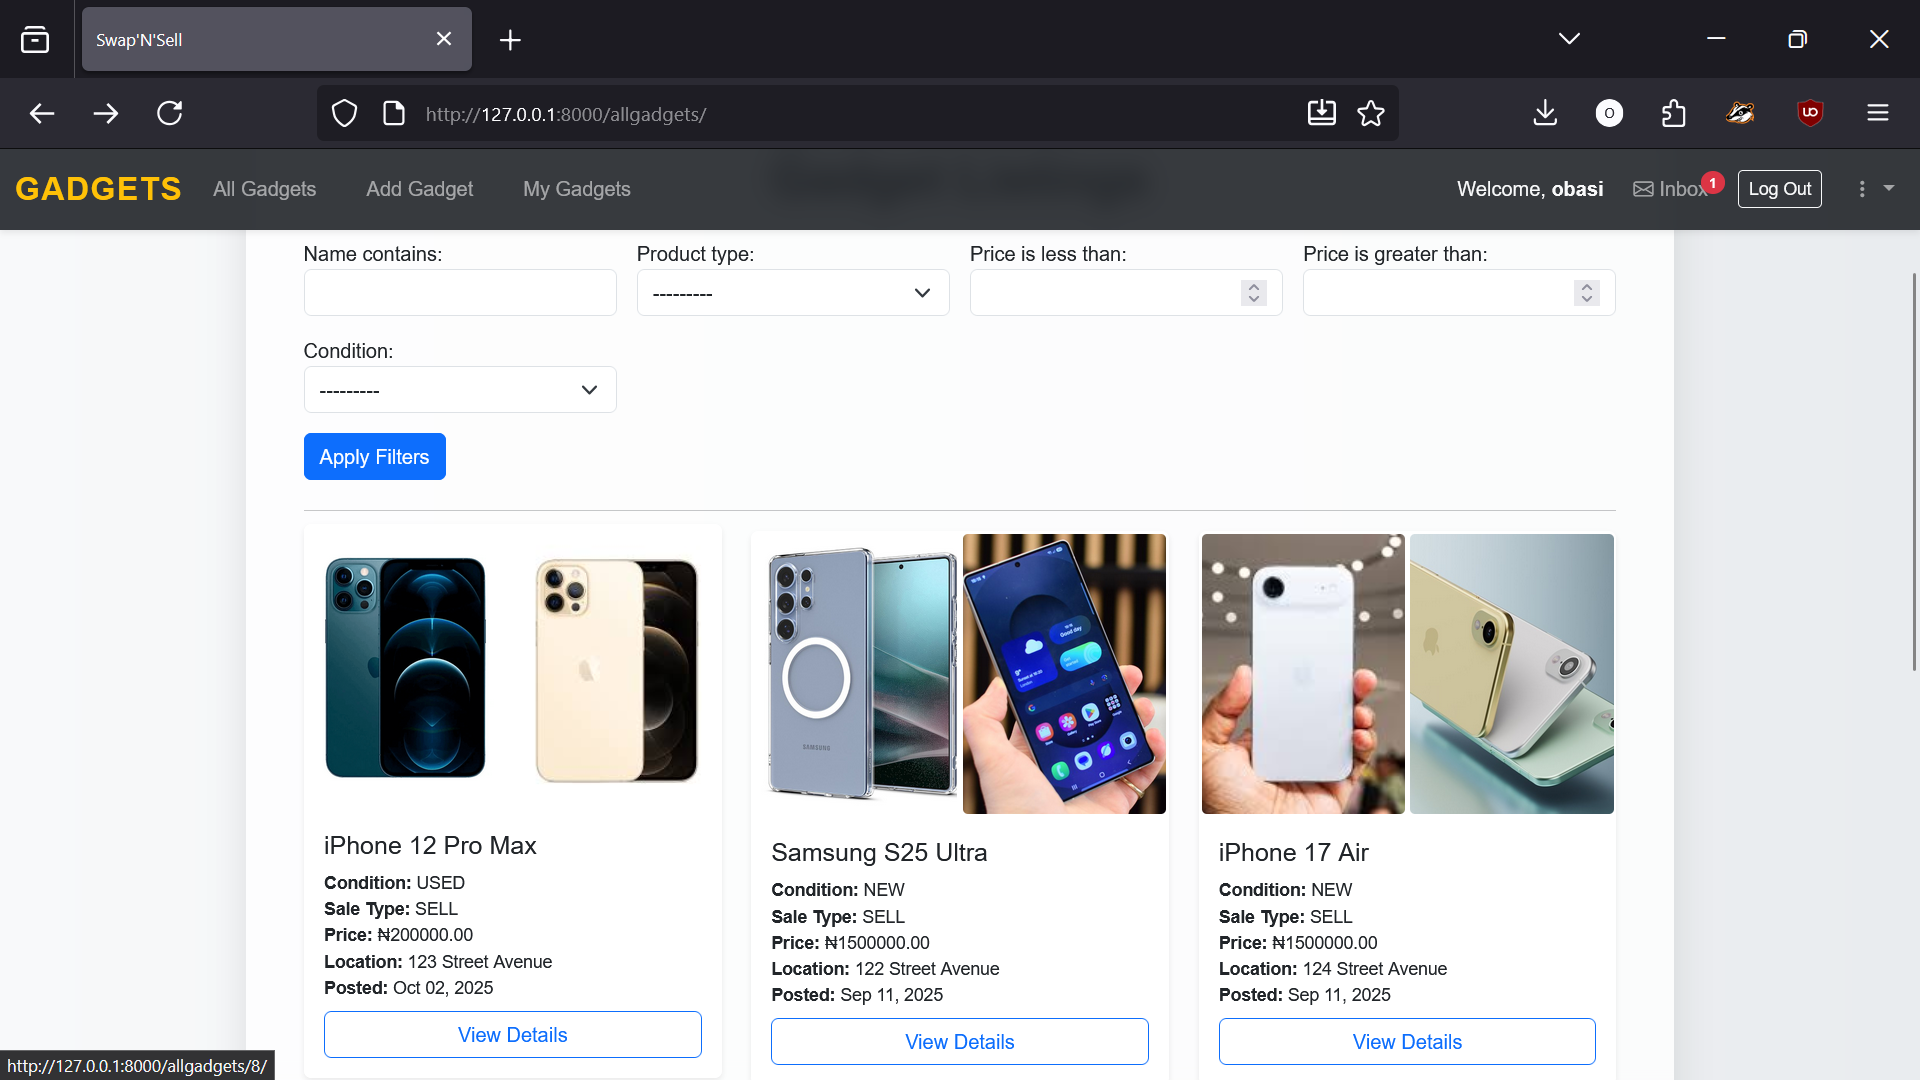 Swap'N'Sell
http://127.0.0.1:8000/allgadgets/
GADGETS All Gadgets Add Gadget My Gadgets Welcome, obasi Inbox 1 Log Out
Name contains: Product type: Price is less than: Price is greater than:
---------
Condition:
---------
Apply Filters
SAMSUNG
Good day
iPhone 12 Pro Max
Condition: USED
Sale Type: SELL
Price: ₦200000.00
Location: 123 Street Avenue
Posted: Oct 02, 2025
View Details
Samsung S25 Ultra
Condition: NEW
Sale Type: SELL
Price: ₦1500000.00
Location: 122 Street Avenue
Posted: Sep 11, 2025
View Details
iPhone 17 Air
Condition: NEW
Sale Type: SELL
Price: ₦1500000.00
Location: 124 Street Avenue
Posted: Sep 11, 2025
View Details
http://127.0.0.1:8000/allgadgets/8/